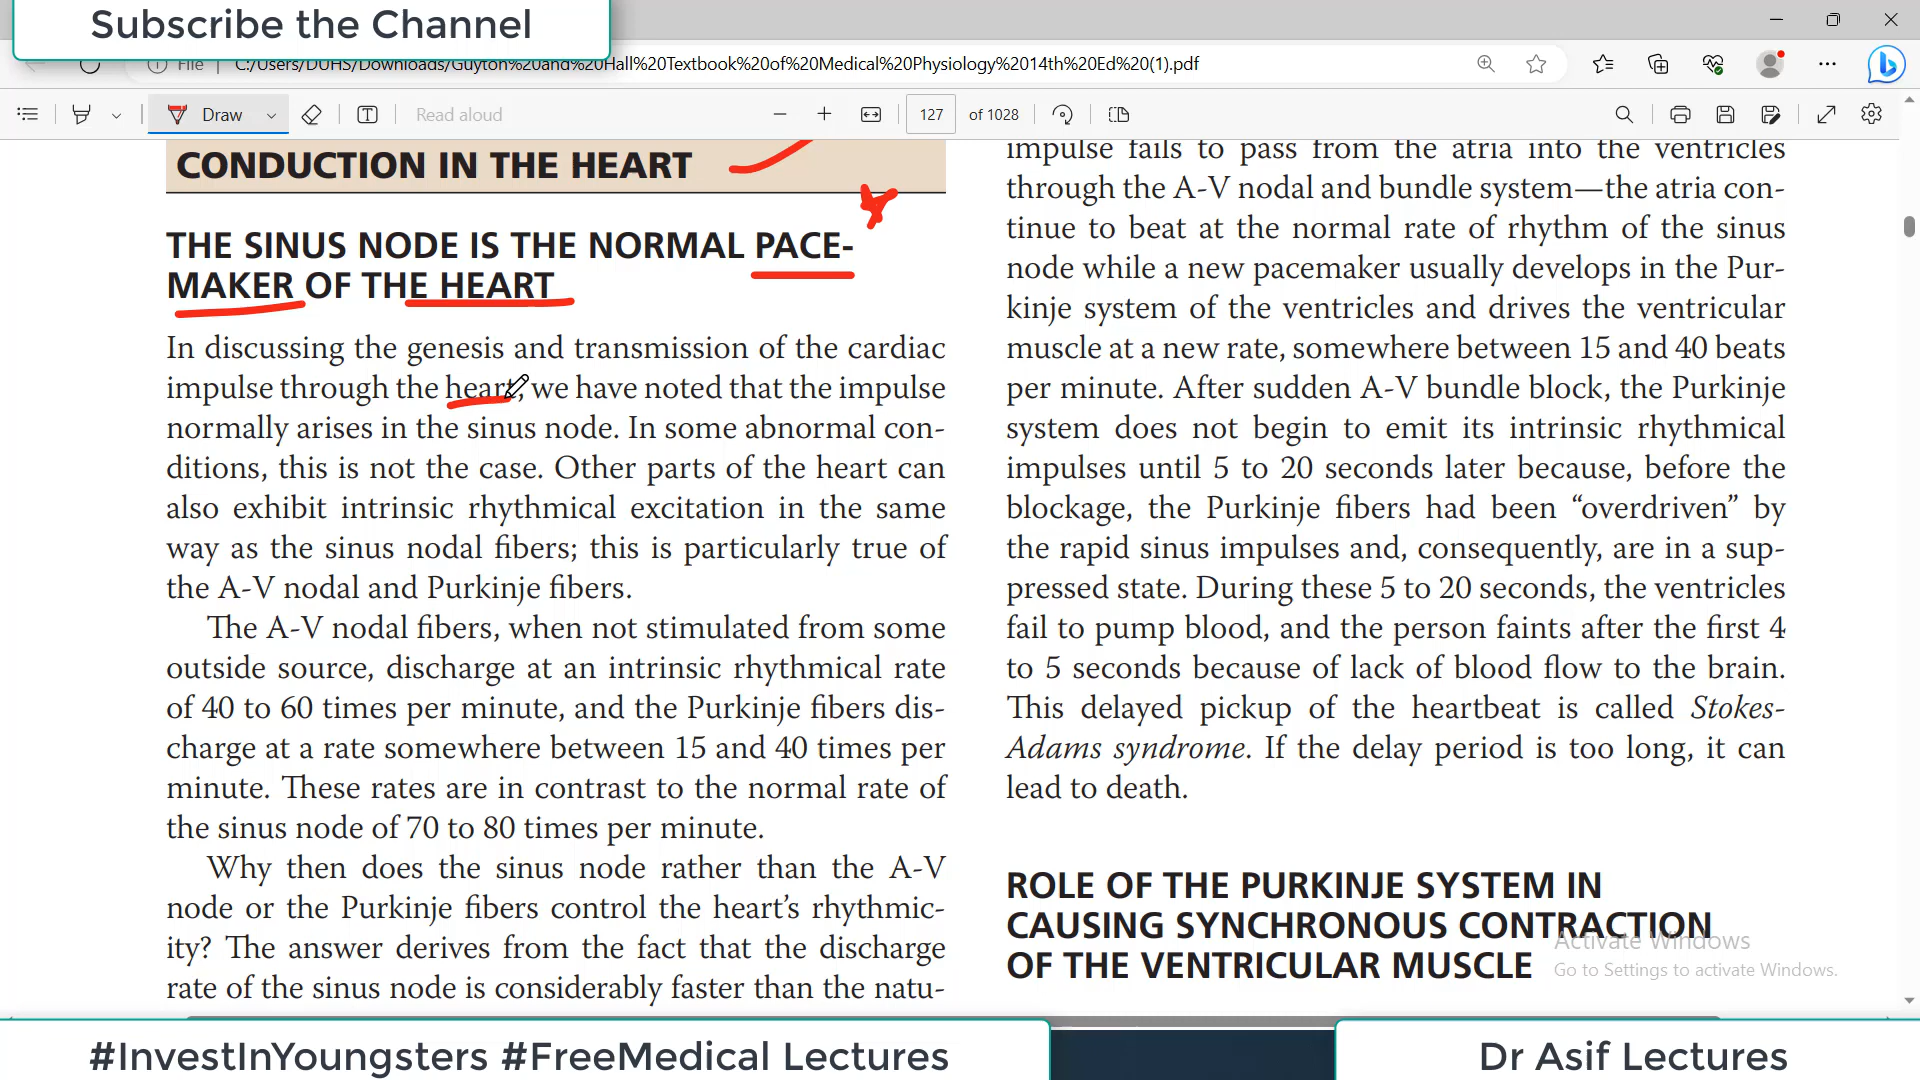 Subscribe the Channel
File
C:/Users/DUHS/Downloads/Guyton%20and%20Hall%20Textbook%20of%20Medical%20Physiology%2014th%20Ed%20(1).pdf
Draw
Read aloud
127 of 1028
CONDUCTION IN THE HEART
THE SINUS NODE IS THE NORMAL PACE-
MAKER OF THE HEART
In discussing the genesis and transmission of the cardiac
impulse through the heart, we have noted that the impulse
normally arises in the sinus node. In some abnormal con-
ditions, this is not the case. Other parts of the heart can
also exhibit intrinsic rhythmical excitation in the same
way as the sinus nodal fibers; this is particularly true of
the A-V nodal and Purkinje fibers.
The A-V nodal fibers, when not stimulated from some
outside source, discharge at an intrinsic rhythmical rate
of 40 to 60 times per minute, and the Purkinje fibers dis-
charge at a rate somewhere between 15 and 40 times per
minute. These rates are in contrast to the normal rate of
the sinus node of 70 to 80 times per minute.
Why then does the sinus node rather than the A-V
node or the Purkinje fibers control the heart's rhythmic-
ity? The answer derives from the fact that the discharge
rate of the sinus node is considerably faster than the natu-
impulse fails to pass from the atria into the ventricles
through the A-V nodal and bundle system—the atria con-
tinue to beat at the normal rate of rhythm of the sinus
node while a new pacemaker usually develops in the Pur-
kinje system of the ventricles and drives the ventricular
muscle at a new rate, somewhere between 15 and 40 beats
per minute. After sudden A-V bundle block, the Purkinje
system does not begin to emit its intrinsic rhythmical
impulses until 5 to 20 seconds later because, before the
blockage, the Purkinje fibers had been “overdriven” by
the rapid sinus impulses and, consequently, are in a sup-
pressed state. During these 5 to 20 seconds, the ventricles
fail to pump blood, and the person faints after the first 4
to 5 seconds because of lack of blood flow to the brain.
This delayed pickup of the heartbeat is called Stokes-
Adams syndrome. If the delay period is too long, it can
lead to death.
ROLE OF THE PURKINJE SYSTEM IN
CAUSING SYNCHRONOUS CONTRACTION
OF THE VENTRICULAR MUSCLE
Activate Windows
Go to Settings to activate Windows.
#InvestInYoungsters #FreeMedical Lectures
Dr Asif Lectures